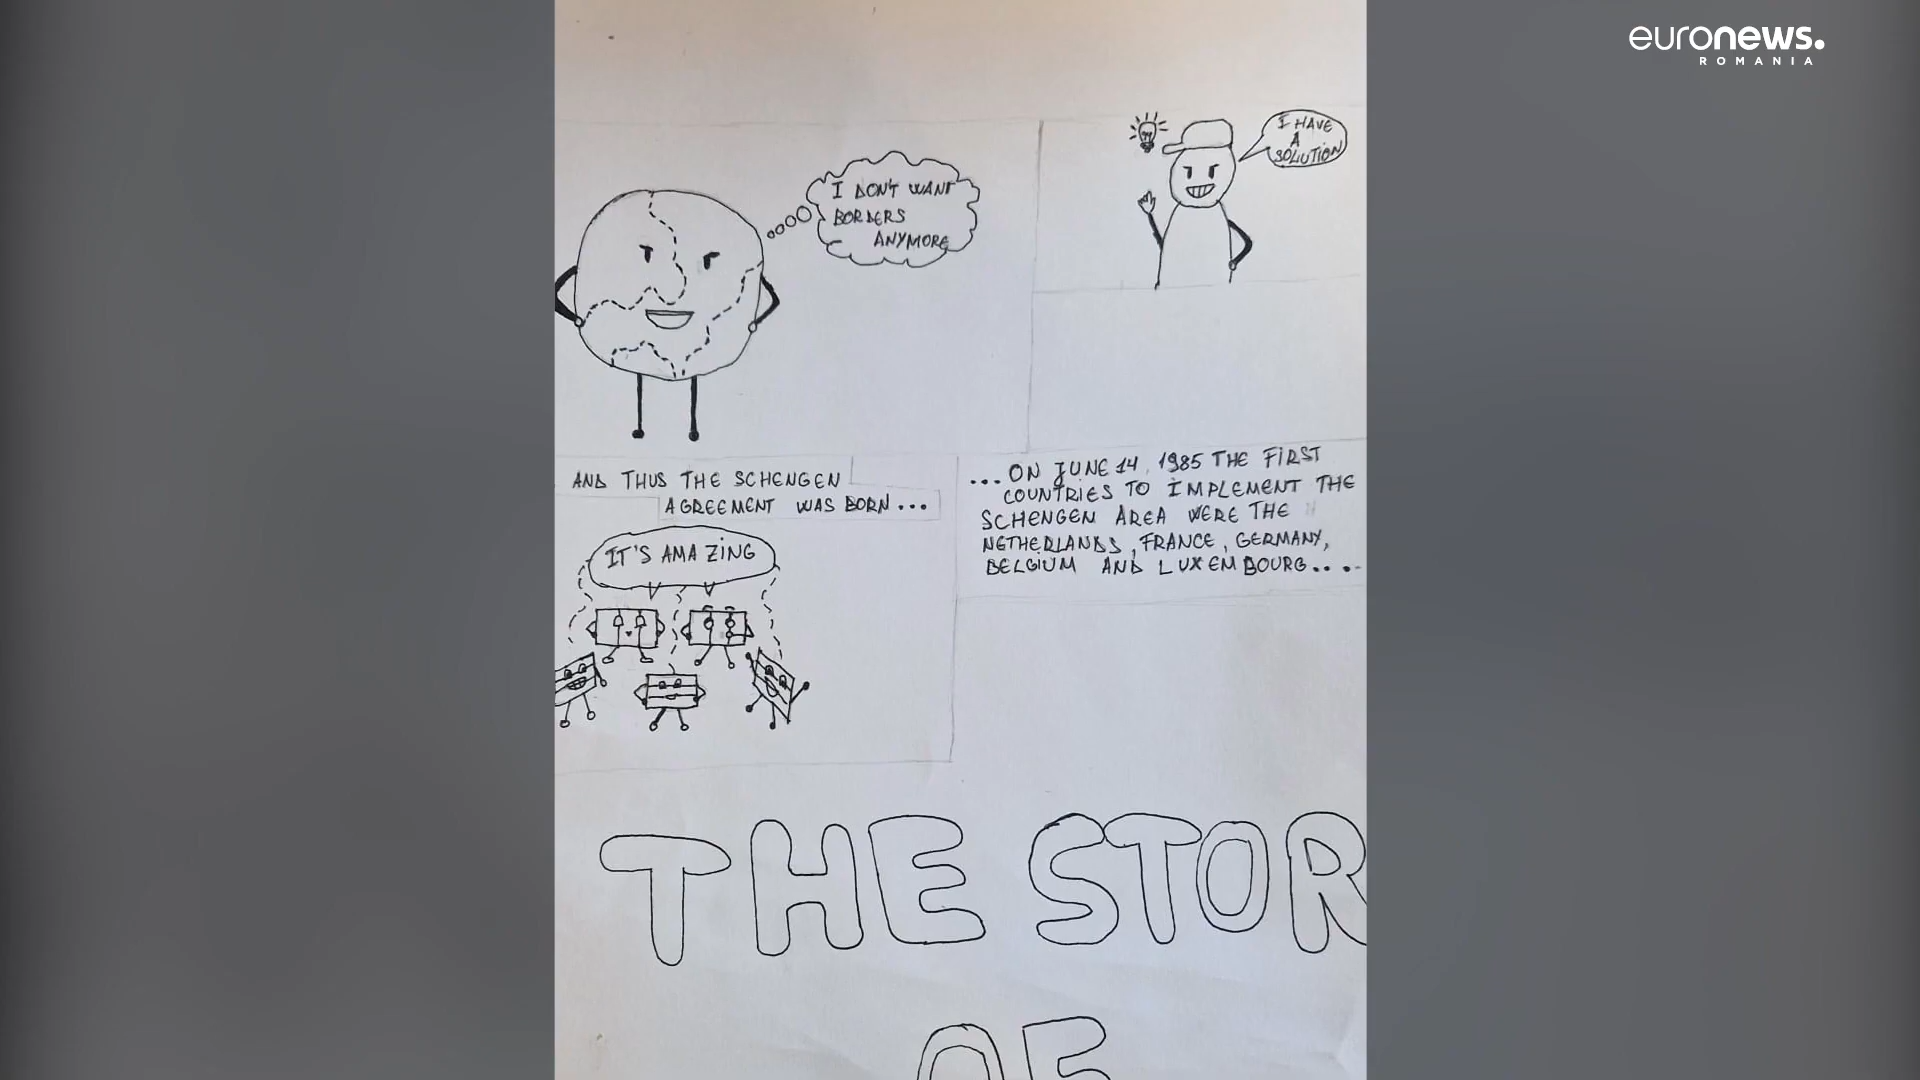 euronews.
ROMANIA
I DON'T WANT
BORDERS
ANYMORE
I HAVE
A
SOLUTION
AND THUS THE SCHENGEN
AGREEMENT WAS BORN...
IT'S AMAZING
...ON JUNE 14, 1985 THE FIRST
COUNTRIES TO IMPLEMENT THE
SCHENGEN AREA WERE THE
NETHERLANDS, FRANCE, GERMANY,
BELGIUM AND LUXEMBOURG....
THE STOR
OF